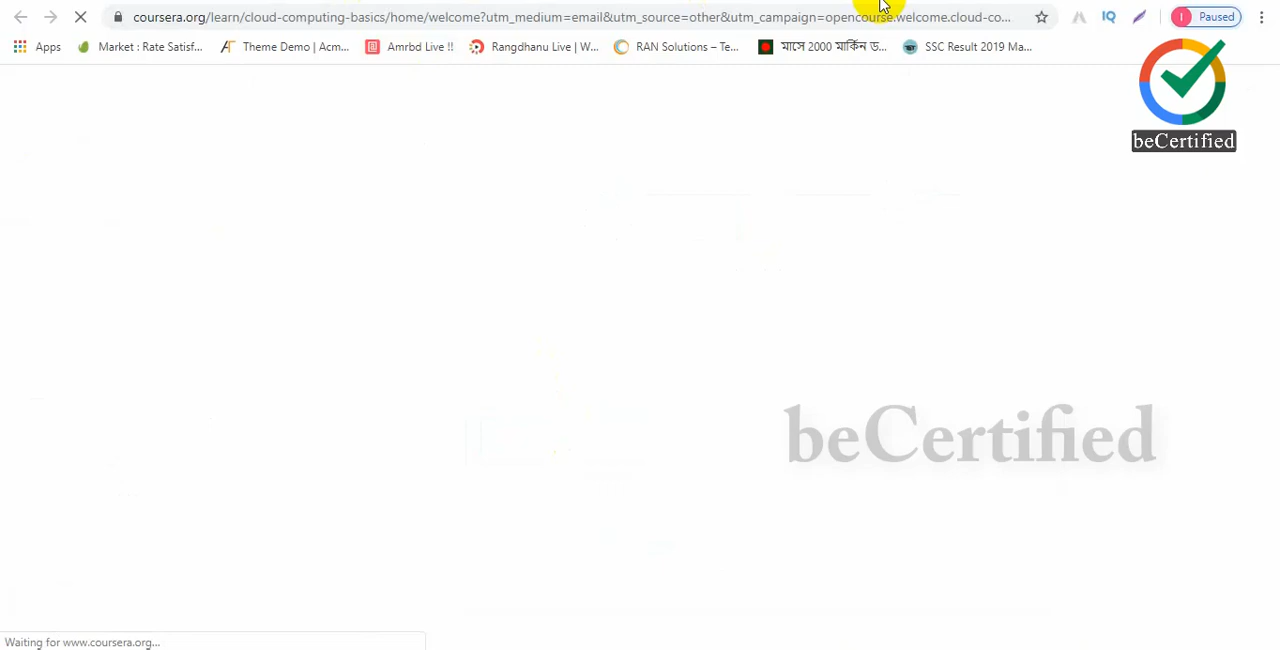 coursera.org/learn/cloud-computing-basics/home/welcome?utm_medium=email&utm_source=other&utm_campaign=opencourse.welcome.cloud-co...
Paused
Apps
Market : Rate Satisf...
Theme Demo | Acm...
Amrbd Live !!
Rangdhanu Live | W...
RAN Solutions – Te...
মাসে 2000 মার্কিন ড...
SSC Result 2019 Ma...
IQ
I
AT
beCertified
beCertified
Waiting for www.coursera.org...